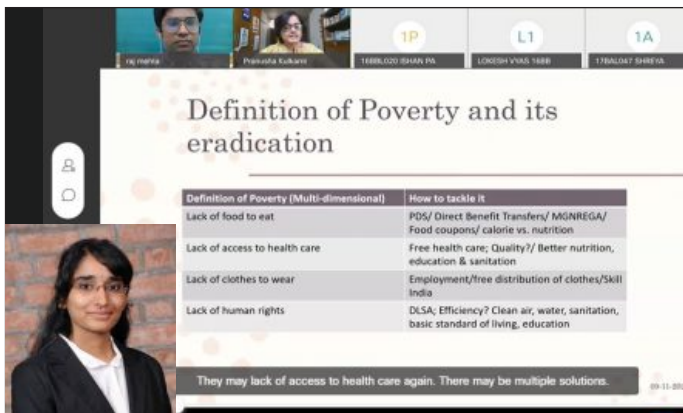 1P
L1
1A
raj mehta
Pranusha Kulkarni
16BBL020 ISHAN PA
LOKESH VYAS 16BB
17BAL047 SHREYA
Definition of Poverty and its
eradication
Definition of Poverty (Multi-dimensional)
How to tackle it
Lack of food to eat
PDS/ Direct Benefit Transfers/ MGNREGA/
Food coupons/ calorie vs. nutrition
Lack of access to health care
Free health care; Quality?/ Better nutrition,
education & sanitation
Lack of clothes to wear
Employment/free distribution of clothes/Skill
India
Lack of human rights
DLSA; Efficiency? Clean air, water, sanitation,
basic standard of living, education
They may lack of access to health care again. There may be multiple solutions.